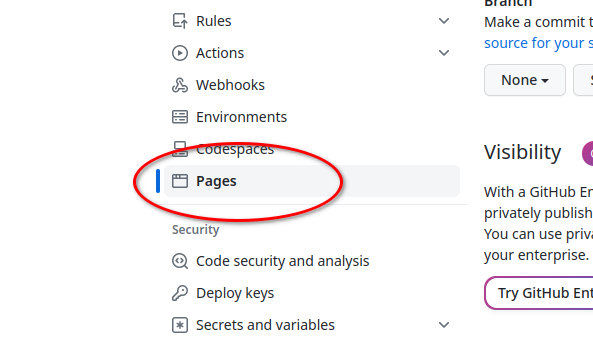 Rules
Actions
Webhooks
Environments
Codespaces
Pages
Security
Code security and analysis
Deploy keys
Secrets and variables
Branch
Make a commit t
source for your s
None
Visibility
With a GitHub En
privately publish
You can use priva
your enterprise.
Try GitHub Ent